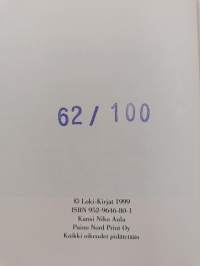 62 / 100
© Loki-Kirjat 1999
ISBN 952-9646-80-1
Kansi Niko Aula
Paino Nord Print Oy
Kaikki oikeudet pidätetään